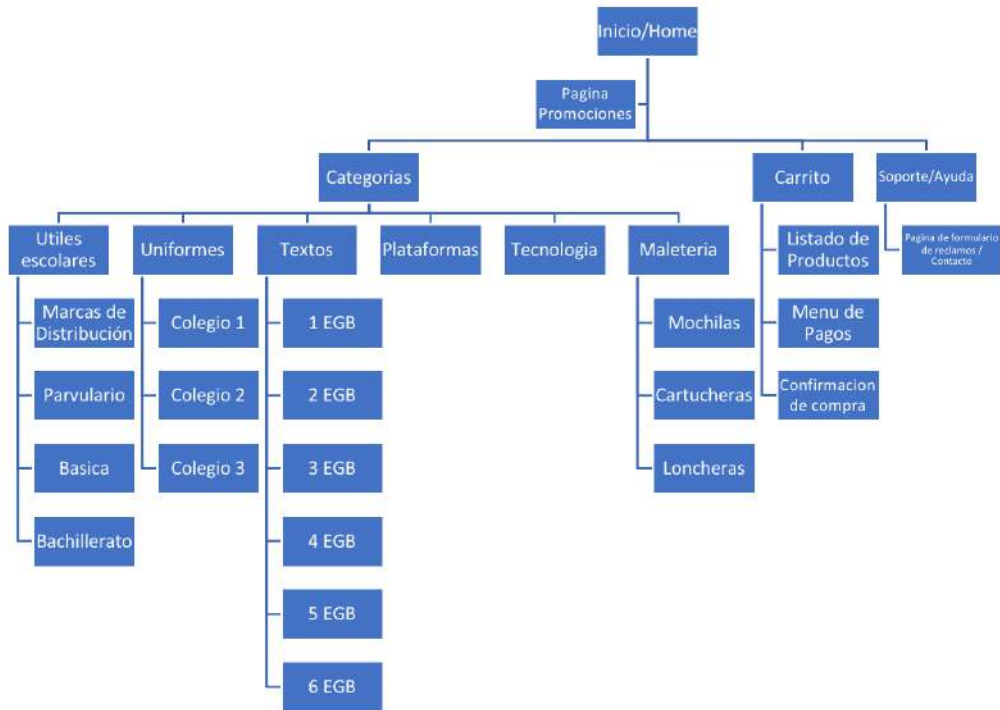 Inicio/Home
Pagina
Promociones
Categorias
Carrito
Soporte/Ayuda
Utiles
escolares
Uniformes
Textos
Plataformas
Tecnologia
Maleteria
Listado de
Productos
Pagina de formulario
de reclamos /
Contacto
Marcas de
Distribución
Colegio 1
1 EGB
Mochilas
Menu de
Pagos
Parvulario
Colegio 2
2 EGB
Cartucheras
Confirmacion
de compra
Basica
Colegio 3
3 EGB
Loncheras
Bachillerato
4 EGB
5 EGB
6 EGB